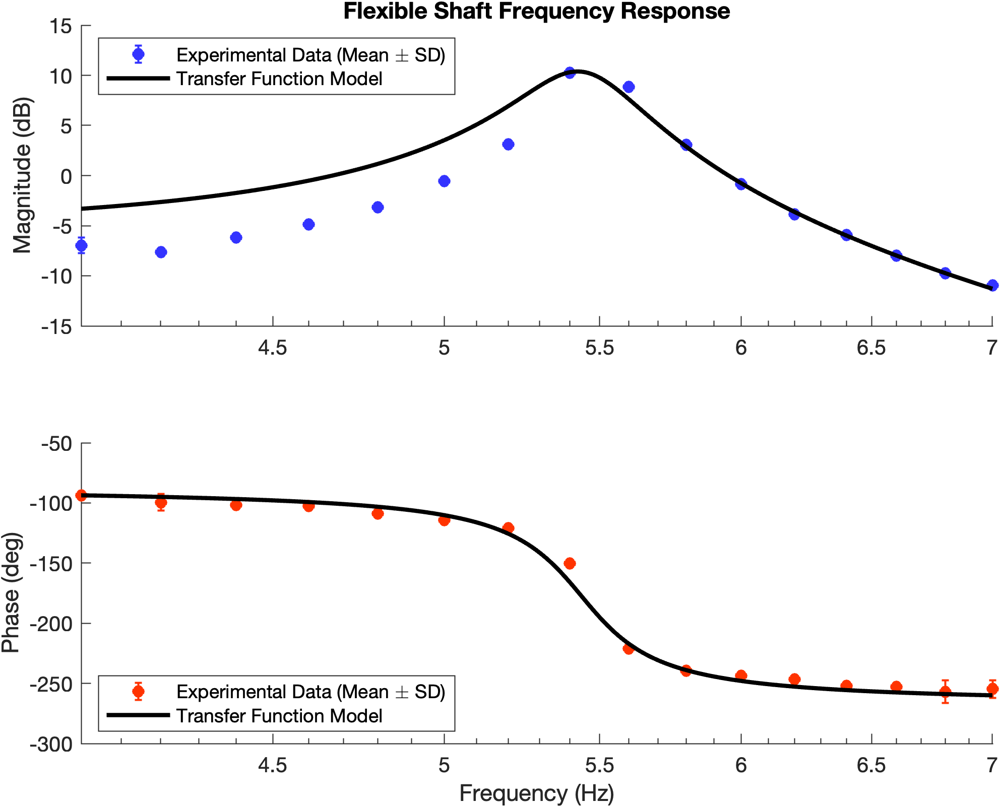 Flexible Shaft Frequency Response
15
10
5
0
-5
-10
-15
Magnitude (dB)
Experimental Data (Mean ± SD)
Transfer Function Model
4.5 5 5.5 6 6.5 7
-50
-100
-150
-200
-250
-300
Phase (deg)
Experimental Data (Mean ± SD)
Transfer Function Model
4.5 5 5.5 6 6.5 7
Frequency (Hz)